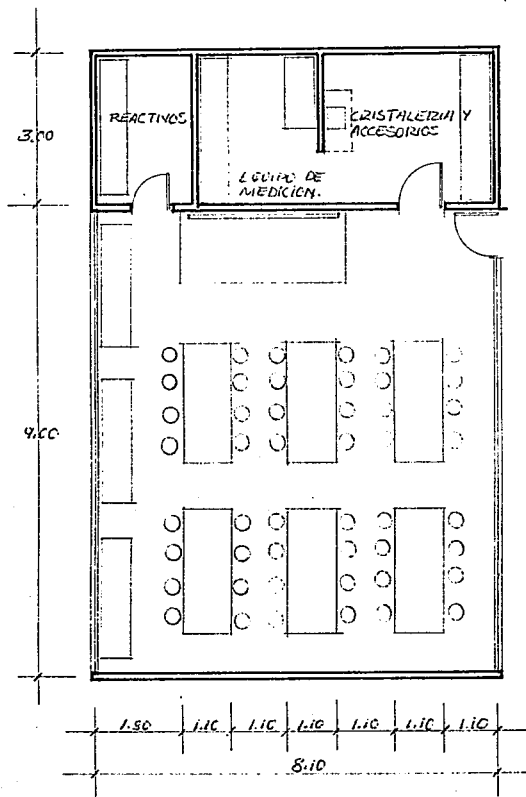 3.00
REACTIVOS
CRISTALERIA Y
ACCESORIOS
EQUIPO DE
MEDICION.
9.00
1.50 1.10 1.10 1.10 1.10 1.10 1.10
8.10